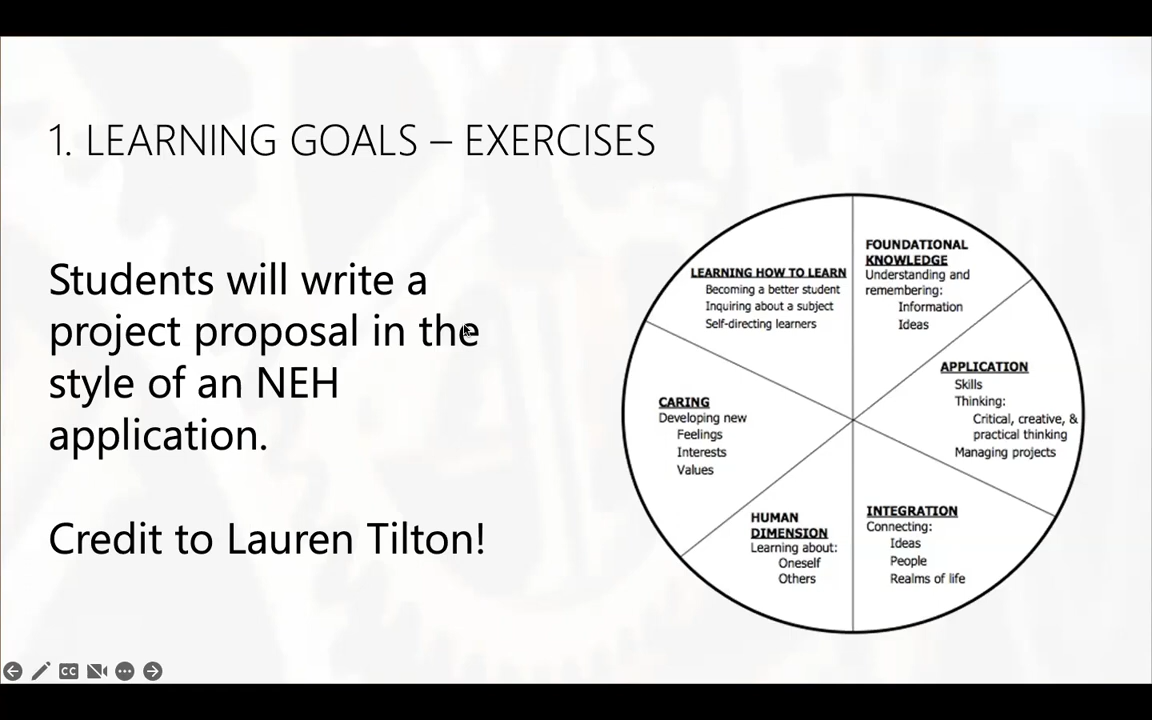 1. LEARNING GOALS – EXERCISES
Students will write a
project proposal in the
style of an NEH
application.
Credit to Lauren Tilton!
FOUNDATIONAL
KNOWLEDGE
Understanding and
remembering:
Information
Ideas
APPLICATION
Skills
Thinking:
Critical, creative, &
practical thinking
Managing projects
INTEGRATION
Connecting:
Ideas
People
Realms of life
HUMAN
DIMENSION
Learning about:
Oneself
Others
CARING
Developing new
Feelings
Interests
Values
LEARNING HOW TO LEARN
Becoming a better student
Inquiring about a subject
Self-directing learners
CC